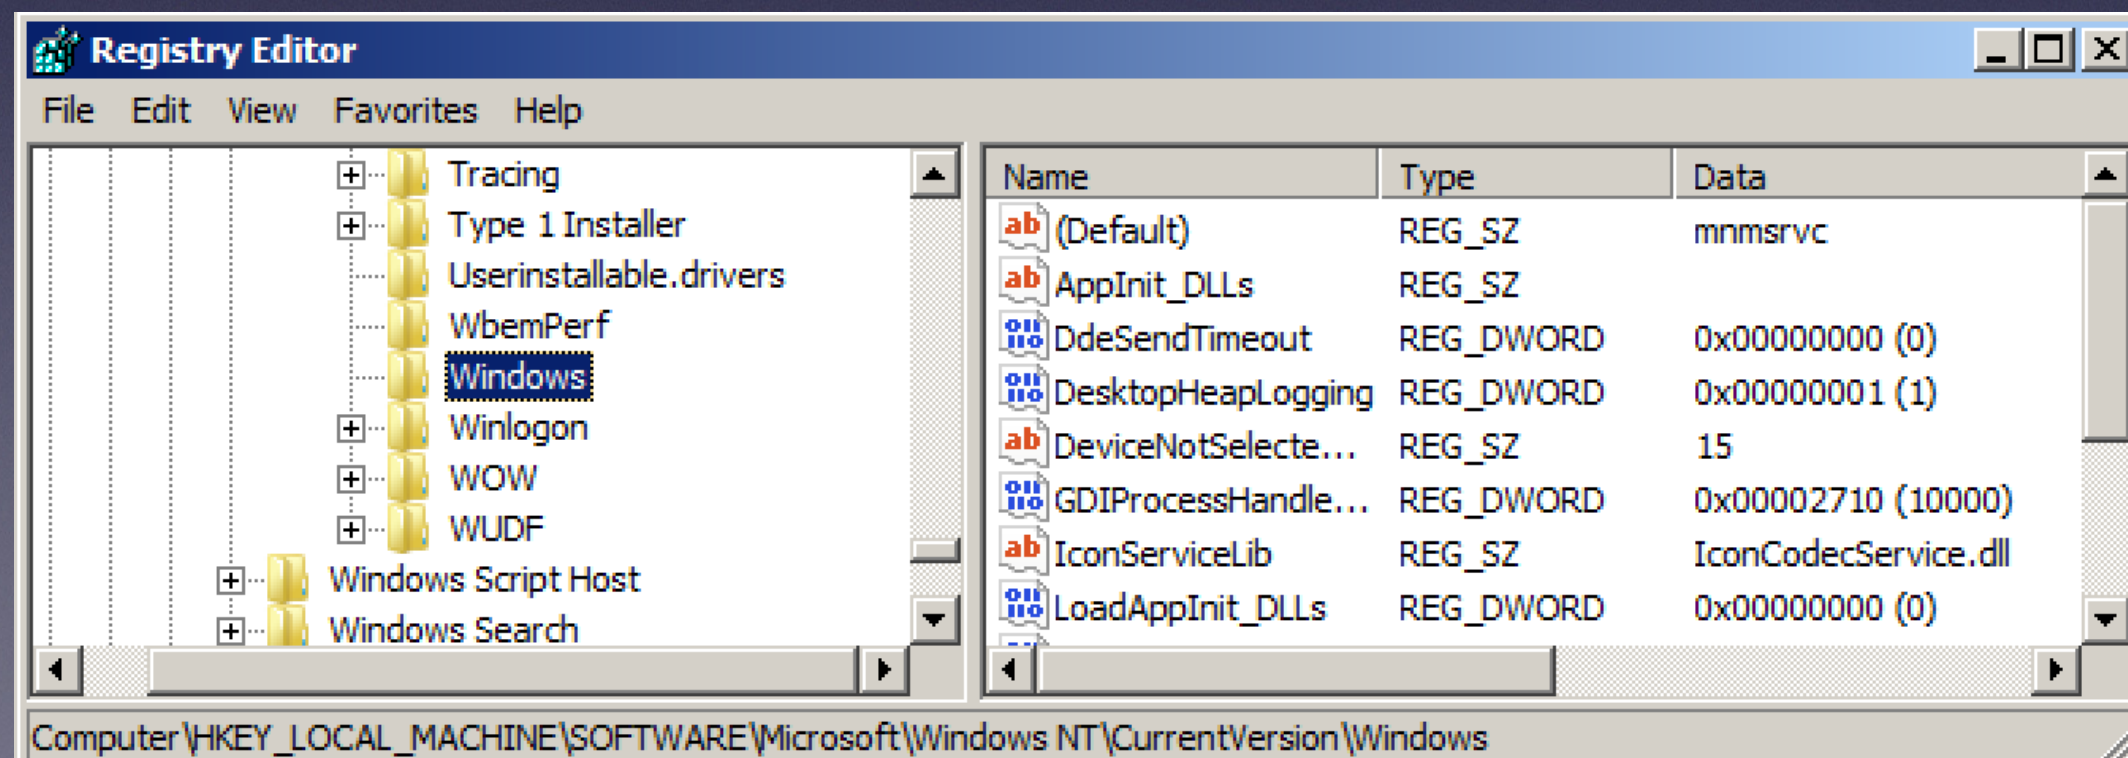 Registry Editor
File Edit View Favorites Help
Tracing
Type 1 Installer
Userinstallable.drivers
WbemPerf
Windows
Winlogon
WOW
WUDF
Windows Script Host
Windows Search
Name Type Data
(Default) REG_SZ mnmsrvc
AppInit_DLLs REG_SZ
DdeSendTimeout REG_DWORD 0x00000000 (0)
DesktopHeapLogging REG_DWORD 0x00000001 (1)
DeviceNotSelecte... REG_SZ 15
GDIProcessHandle... REG_DWORD 0x00002710 (10000)
IconServiceLib REG_SZ IconCodecService.dll
LoadAppInit_DLLs REG_DWORD 0x00000000 (0)
Computer\HKEY_LOCAL_MACHINE\SOFTWARE\Microsoft\Windows NT\CurrentVersion\Windows